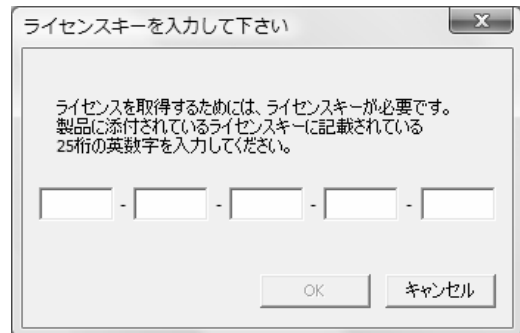 ライセンスキーを入力して下さい
ライセンスを取得するためには、ライセンスキーが必要です。
製品に添付されているライセンスキーに記載されている
25桁の英数字を入力してください。
- - - -
OK キャンセル